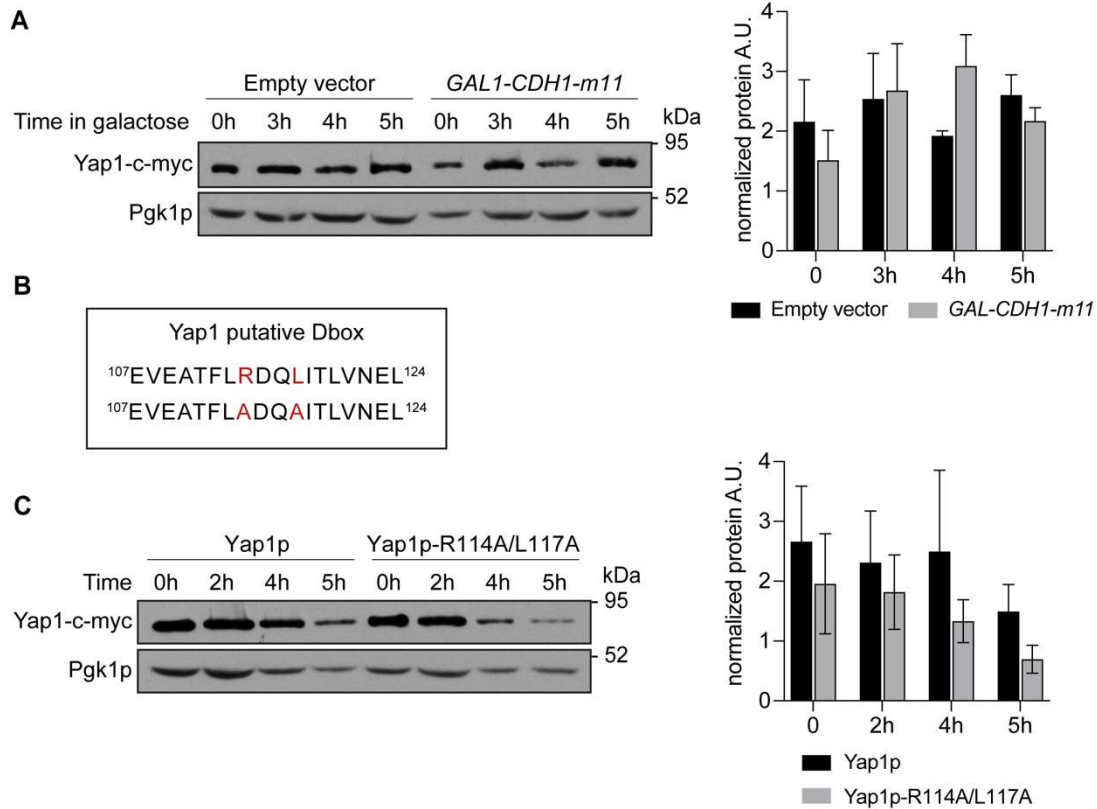 A
Empty vector GAL1-CDH1-m11
Time in galactose 0h 3h 4h 5h 0h 3h 4h 5h kDa
Yap1-c-myc 95
Pgk1p 52
normalized protein A.U.
4
3
2
1
0
0 3h 4h 5h
Empty vector GAL-CDH1-m11
B
Yap1 putative Dbox
¹⁰⁷EVEATFLRDQLITLVNEL¹²⁴
¹⁰⁷EVEATFLADQAITLVNEL¹²⁴
C
Yap1p Yap1p-R114A/L117A
Time 0h 2h 4h 5h 0h 2h 4h 5h kDa
Yap1-c-myc 95
Pgk1p 52
normalized protein A.U.
4
3
2
1
0
0 2h 4h 5h
Yap1p
Yap1p-R114A/L117A